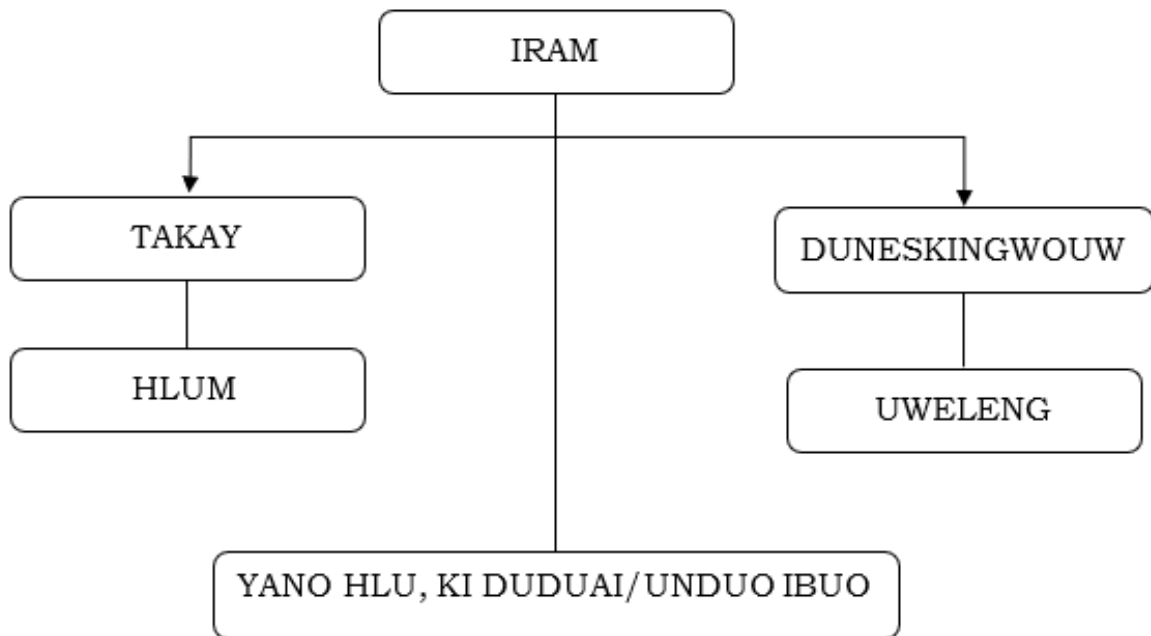 IRAM
TAKAY
DUNESKINGWOUW
HLUM
UWELENG
YANO HLU, KI DUDUAI/UNDUO IBUO